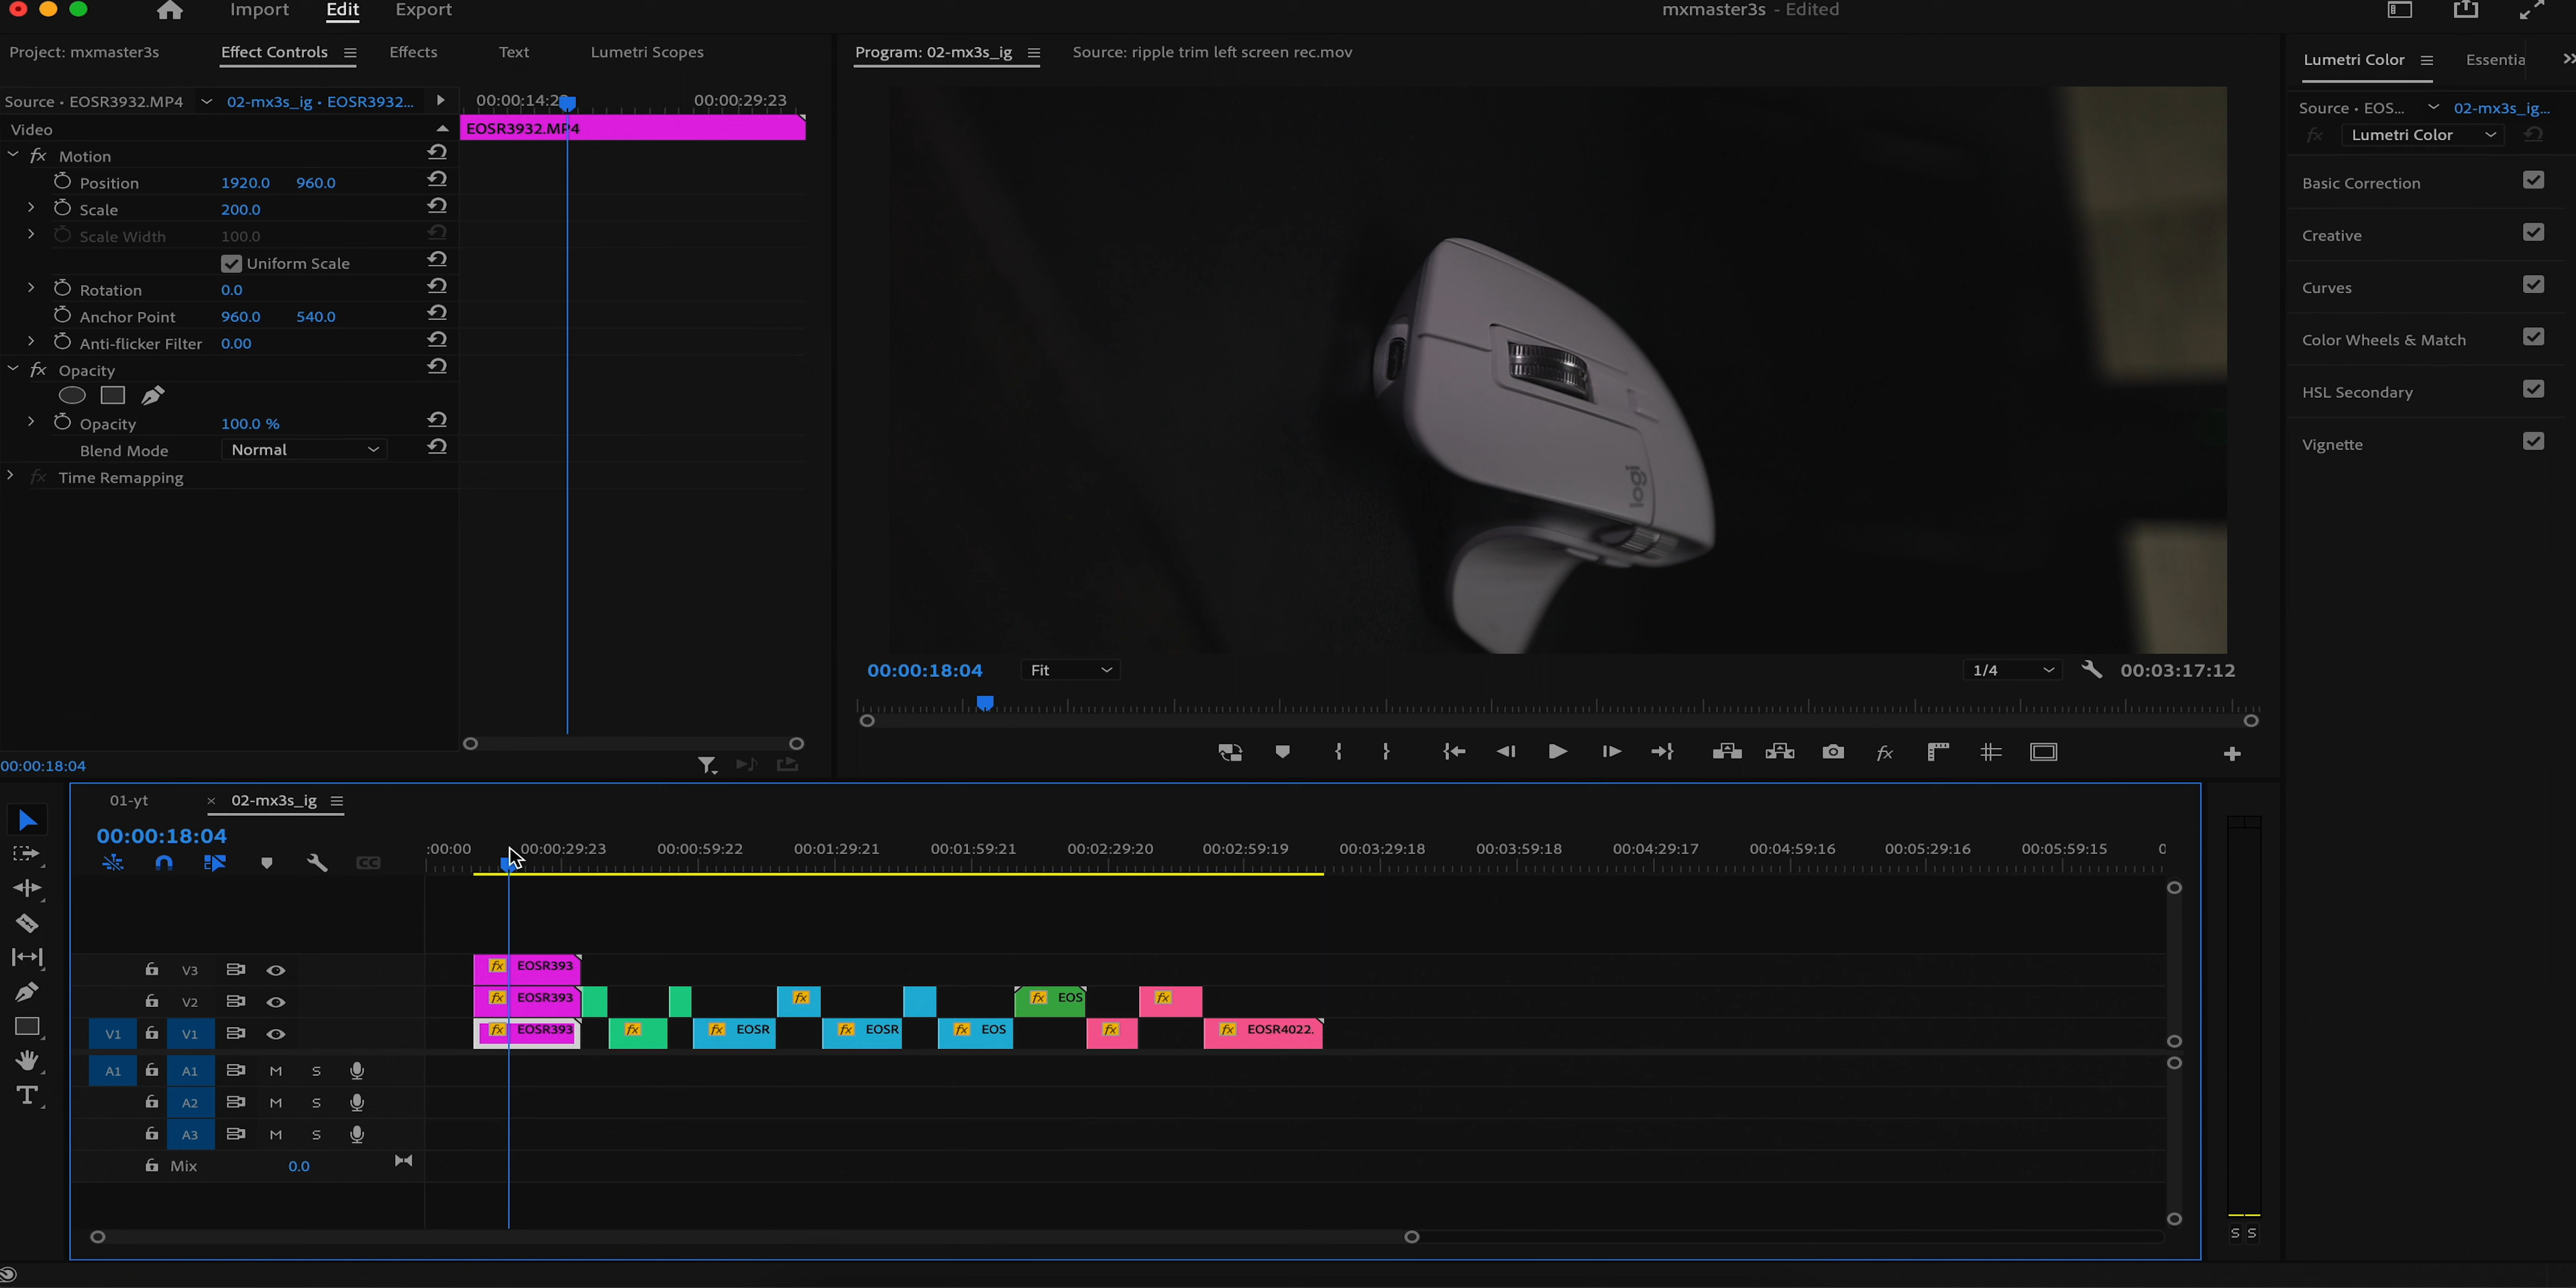 Import Edit Export
mxmaster3s - Edited
Project: mxmaster3s Effect Controls Effects Text Lumetri Scopes
Program: 02-mx3s_ig Source: ripple trim left screen rec.mov
Lumetri Color Essentia
Source • EOSR3932.MP4 02-mx3s_ig • EOSR3932...
00:00:14:2 00:00:29:23
Source • EOS... 02-mx3s_ig...
Video
EOSR3932.MP4
fx Lumetri Color
fx Motion
Position 1920.0 960.0
Scale 200.0
Scale Width 100.0
Uniform Scale
Rotation 0.0
Anchor Point 960.0 540.0
Anti-flicker Filter 0.00
fx Opacity
Opacity 100.0 %
Blend Mode Normal
fx Time Remapping
Basic Correction
Creative
Curves
Color Wheels & Match
HSL Secondary
Vignette
logi
00:00:18:04 Fit 1/4 00:03:17:12
fx
00:00:18:04
01-yt × 02-mx3s_ig
00:00:18:04
CC
:00:00 00:00:29:23 00:00:59:22 00:01:29:21 00:01:59:21 00:02:29:20 00:02:59:19 00:03:29:18 00:03:59:18 00:04:29:17 00:04:59:16 00:05:29:16 00:05:59:15 0
V3 fx EOSR393
V2 fx EOSR393 fx fx EOS fx
V1 V1 fx EOSR393 fx fx EOSR fx EOSR fx EOS fx fx EOSR4022.
A1 A1 M S
A2 M S
A3 M S
Mix 0.0
T
S S